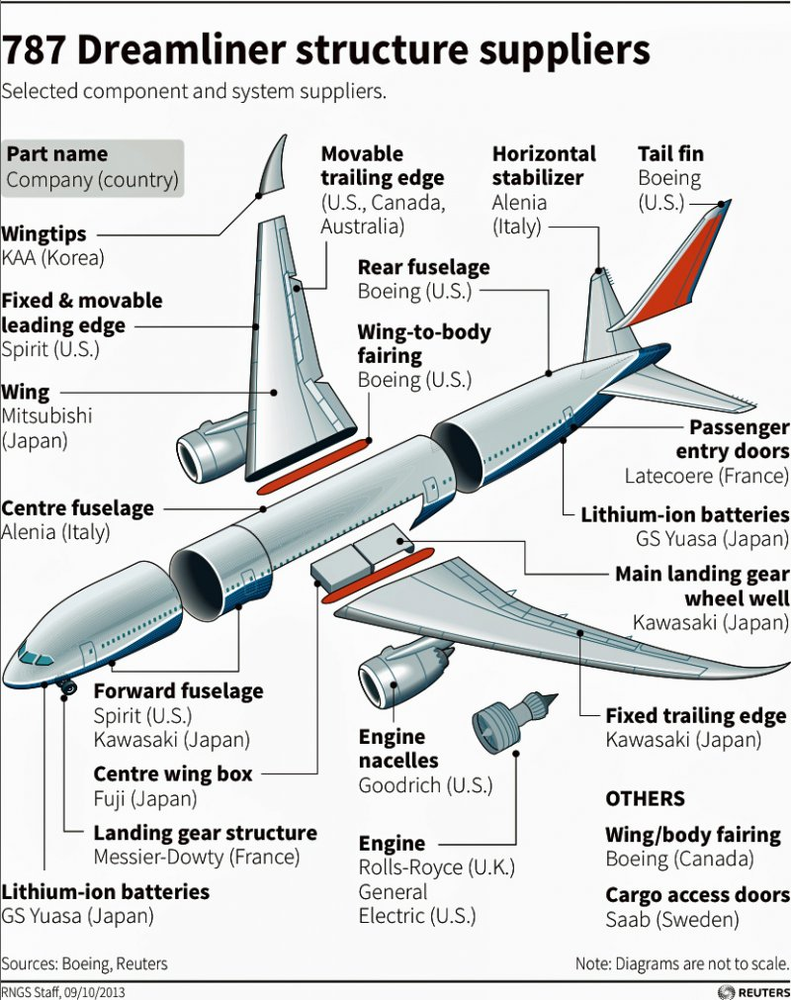 787 Dreamliner structure suppliers
Selected component and system suppliers.
Part name
Company (country)
Wingtips
KAA (Korea)
Fixed & movable
leading edge
Spirit (U.S.)
Wing
Mitsubishi
(Japan)
Centre fuselage
Alenia (Italy)
Movable
trailing edge
(U.S., Canada,
Australia)
Rear fuselage
Boeing (U.S.)
Wing-to-body
fairing
Boeing (U.S.)
Horizontal
stabilizer
Alenia
(Italy)
Tail fin
Boeing
(U.S.)
Passenger
entry doors
Latecoere (France)
Lithium-ion batteries
GS Yuasa (Japan)
Main landing gear
wheel well
Kawasaki (Japan)
Forward fuselage
Spirit (U.S.)
Kawasaki (Japan)
Centre wing box
Fuji (Japan)
Landing gear structure
Messier-Dowty (France)
Lithium-ion batteries
GS Yuasa (Japan)
Engine
nacelles
Goodrich (U.S.)
Engine
Rolls-Royce (U.K.)
General
Electric (U.S.)
Fixed trailing edge
Kawasaki (Japan)
OTHERS
Wing/body fairing
Boeing (Canada)
Cargo access doors
Saab (Sweden)
Sources: Boeing, Reuters
Note: Diagrams are not to scale.
RNGS Staff, 09/10/2013
REUTERS